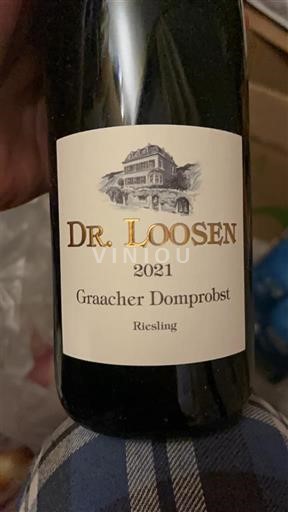 DR. LOOSEN
VINIOU
2021
Graacher Domprobst
Riesling